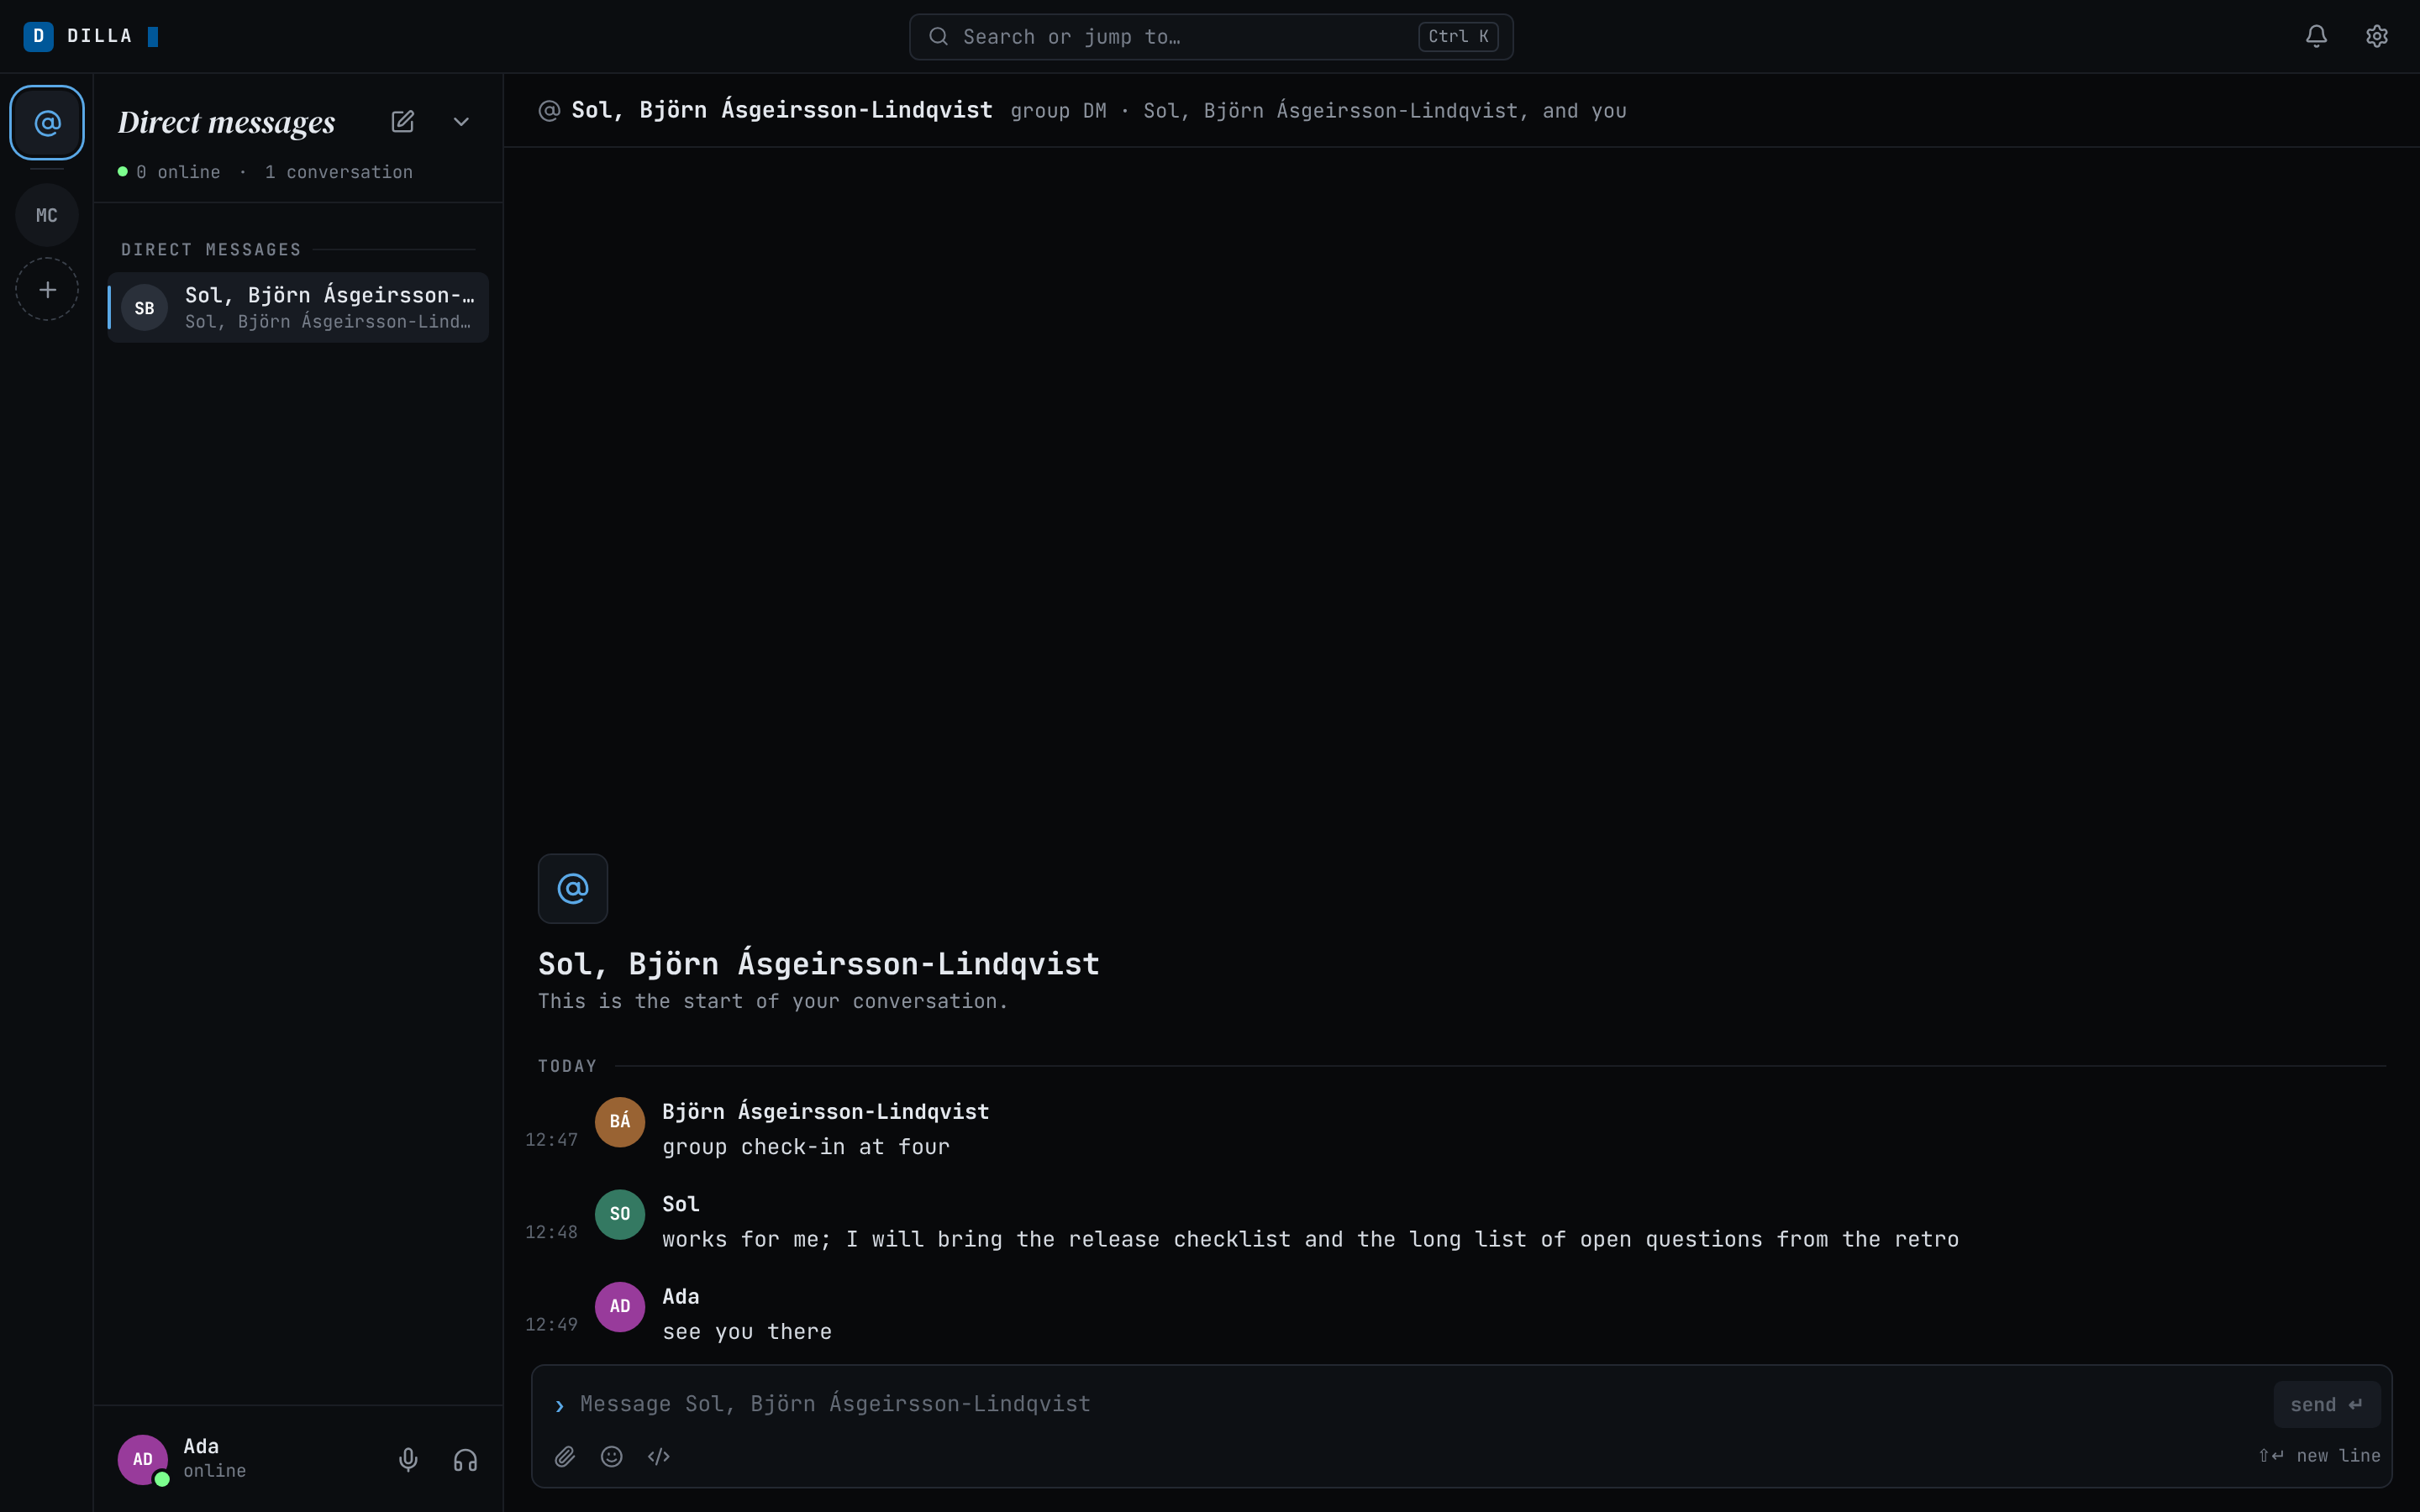 D DILLA
Search or jump to… Ctrl K
Direct messages
0 online · 1 conversation
MC
DIRECT MESSAGES
SB
Sol, Björn Ásgeirsson-…
Sol, Björn Ásgeirsson-Lind…
Ada
AD
online
@ Sol, Björn Ásgeirsson-Lindqvist group DM · Sol, Björn Ásgeirsson-Lindqvist, and you
@
Sol, Björn Ásgeirsson-Lindqvist
This is the start of your conversation.
TODAY
BÁ Björn Ásgeirsson-Lindqvist
12:47 group check-in at four
SO Sol
12:48 works for me; I will bring the release checklist and the long list of open questions from the retro
AD Ada
12:49 see you there
› Message Sol, Björn Ásgeirsson-Lindqvist send ↵
⇧↵ new line